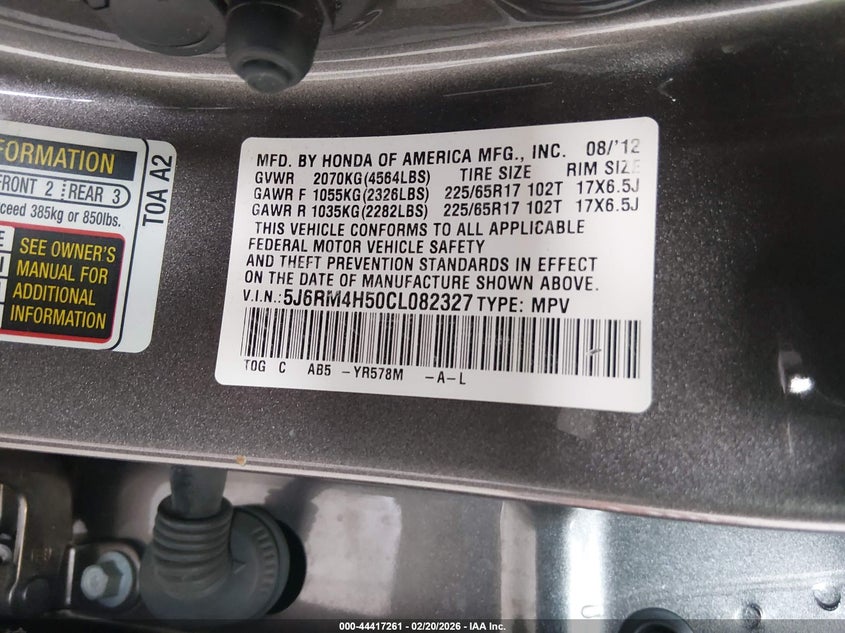 FORMATION
FRONT 2 REAR 3
ceed 385kg or 850lbs.
SEE OWNER'S
MANUAL FOR
ADDITIONAL
INFORMATION
T0A A2
MFD. BY HONDA OF AMERICA MFG., INC. 08/'12
GVWR 2070KG(4564LBS) TIRE SIZE RIM SIZE
GAWR F 1055KG(2326LBS) 225/65R17 102T 17X6.5J
GAWR R 1035KG(2282LBS) 225/65R17 102T 17X6.5J
THIS VEHICLE CONFORMS TO ALL APPLICABLE
FEDERAL MOTOR VEHICLE SAFETY
AND THEFT PREVENTION STANDARDS IN EFFECT
ON THE DATE OF MANUFACTURE SHOWN ABOVE.
V.I.N.:5J6RM4H50CL082327 TYPE: MPV
T0G C AB5 -YR578M -A-L
000-44417261 - 02/20/2026 - IAA Inc.